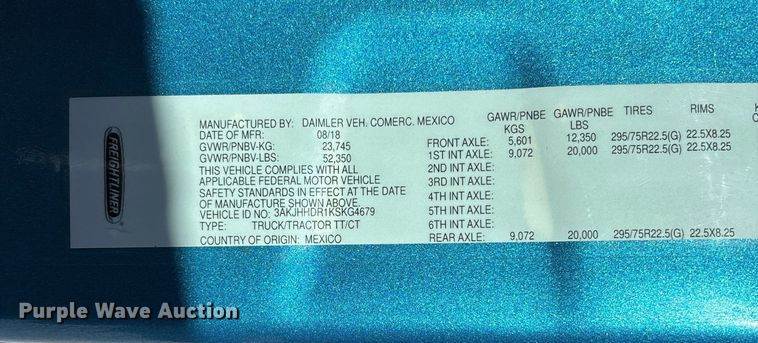 FREIGHTLINER
MANUFACTURED BY: DAIMLER VEH. COMERC. MEXICO
DATE OF MFR: 08/18
GVWR/PNBV-KG: 23,745
GVWR/PNBV-LBS: 52,350
THIS VEHICLE COMPLIES WITH ALL
APPLICABLE FEDERAL MOTOR VEHICLE
SAFETY STANDARDS IN EFFECT AT THE DATE
OF MANUFACTURE SHOWN ABOVE.
VEHICLE ID NO: 3AKJHHDR1KSKG4679
TYPE: TRUCK/TRACTOR TT/CT
COUNTRY OF ORIGIN: MEXICO
GAWR/PNBE GAWR/PNBE TIRES RIMS
KGS LBS
FRONT AXLE: 5,601 12,350 295/75R22.5(G) 22.5X8.25
1ST INT AXLE: 9,072 20,000 295/75R22.5(G) 22.5X8.25
2ND INT AXLE:
3RD INT AXLE:
4TH INT AXLE:
5TH INT AXLE:
6TH INT AXLE:
REAR AXLE: 9,072 20,000 295/75R22.5(G) 22.5X8.25
Purple Wave Auction